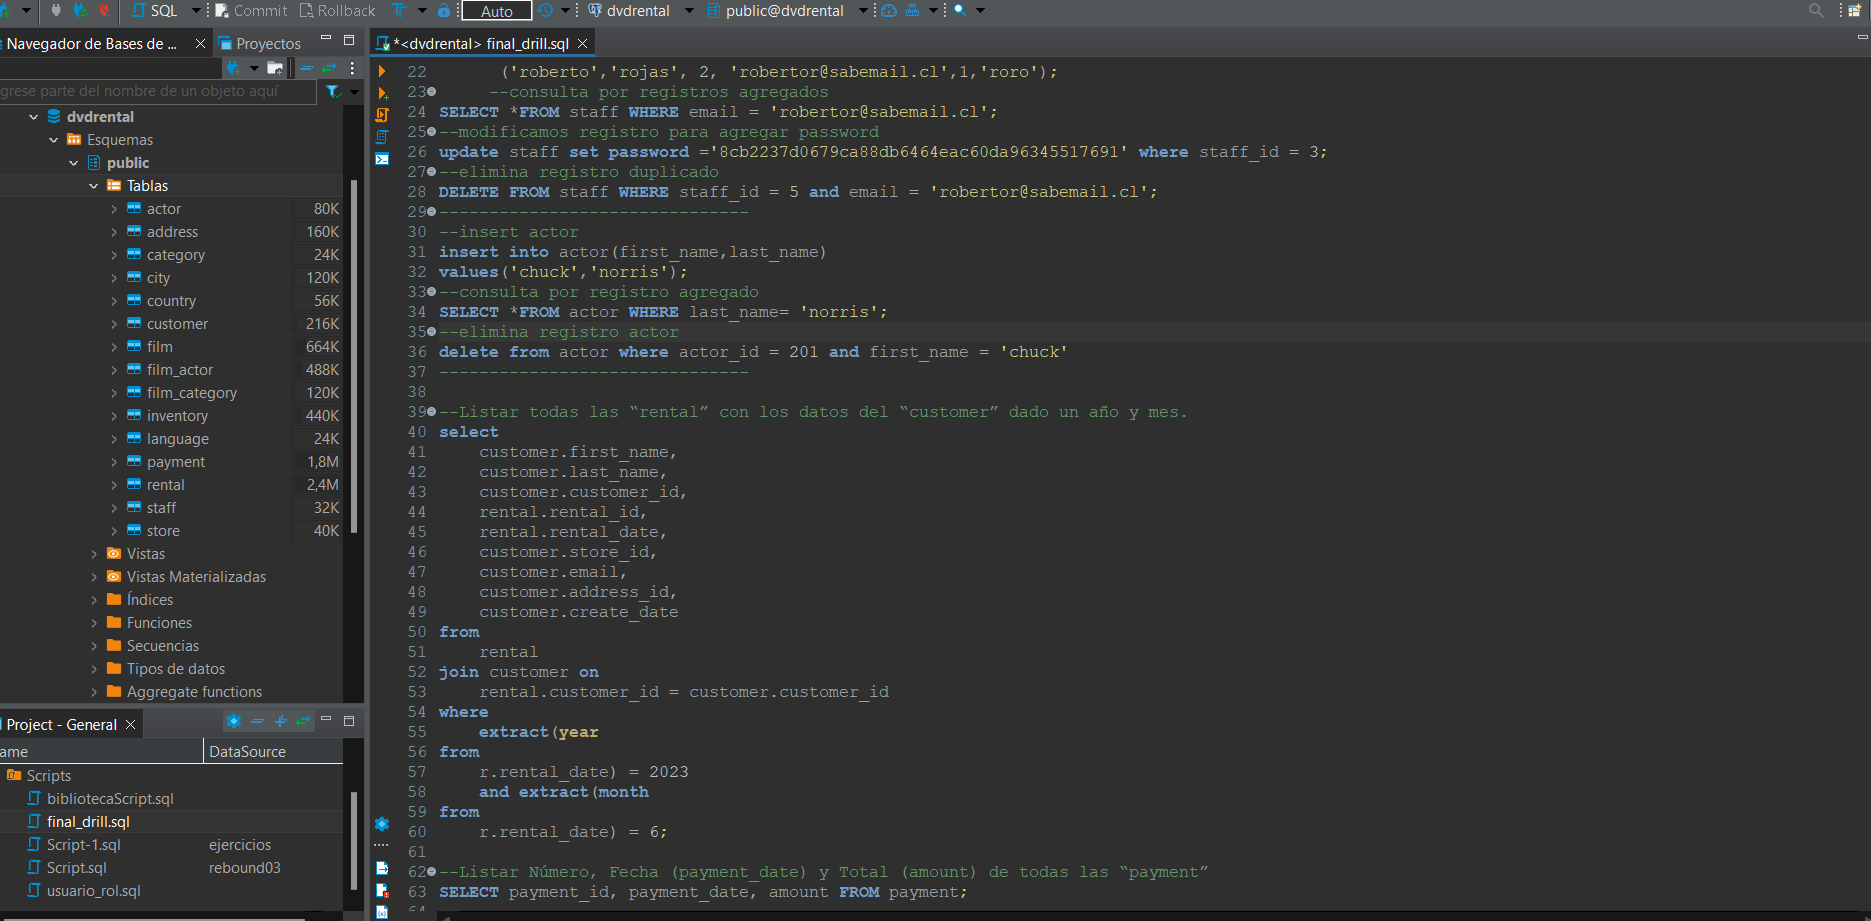 SQL Commit Rollback T Auto dvdrental public@dvdrental
Navegador de Bases de ... Proyectos
grese parte del nombre de un objeto aquí
dvdrental
Esquemas
public
Tablas
actor 80K
address 160K
category 24K
city 120K
country 56K
customer 216K
film 664K
film_actor 488K
film_category 120K
inventory 440K
language 24K
payment 1,8M
rental 2,4M
staff 32K
store 40K
Vistas
Vistas Materializadas
Índices
Funciones
Secuencias
Tipos de datos
Aggregate functions
Project - General
ame DataSource
Scripts
bibliotecaScript.sql
final_drill.sql
Script-1.sql ejercicios
Script.sql rebound03
usuario_rol.sql
*<dvdrental> final_drill.sql
22 ('roberto','rojas', 2, 'robertor@sabemail.cl',1,'roro');
23 --consulta por registros agregados
24 SELECT *FROM staff WHERE email = 'robertor@sabemail.cl';
25 --modificamos registro para agregar password
26 update staff set password ='8cb2237d0679ca88db6464eac60da96345517691' where staff_id = 3;
27 --elimina registro duplicado
28 DELETE FROM staff WHERE staff_id = 5 and email = 'robertor@sabemail.cl';
29 -------------------------------
30 --insert actor
31 insert into actor(first_name,last_name)
32 values('chuck','norris');
33 --consulta por registro agregado
34 SELECT *FROM actor WHERE last_name= 'norris';
35 --elimina registro actor
36 delete from actor where actor_id = 201 and first_name = 'chuck'
37 -------------------------------
38
39 --Listar todas las “rental” con los datos del “customer” dado un año y mes.
40 select
41 customer.first_name,
42 customer.last_name,
43 customer.customer_id,
44 rental.rental_id,
45 rental.rental_date,
46 customer.store_id,
47 customer.email,
48 customer.address_id,
49 customer.create_date
50 from
51 rental
52 join customer on
53 rental.customer_id = customer.customer_id
54 where
55 extract(year
56 from
57 r.rental_date) = 2023
58 and extract(month
59 from
60 r.rental_date) = 6;
61
62 --Listar Número, Fecha (payment_date) y Total (amount) de todas las “payment”
63 SELECT payment_id, payment_date, amount FROM payment;
64